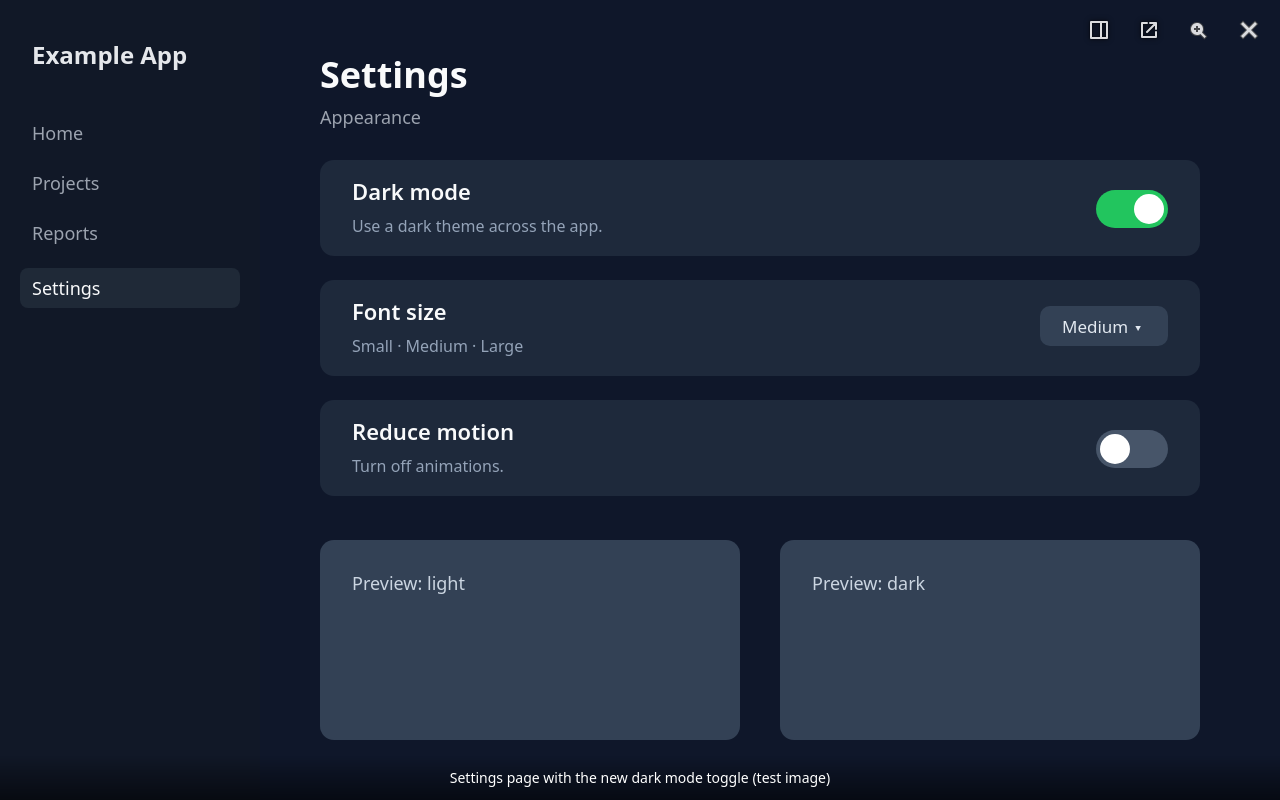 Example App
Home
Projects
Reports
Settings
Settings
Appearance
Dark mode
Use a dark theme across the app.
Font size
Small · Medium · Large
Medium ▾
Reduce motion
Turn off animations.
Preview: light
Preview: dark
Settings page with the new dark mode toggle (test image)